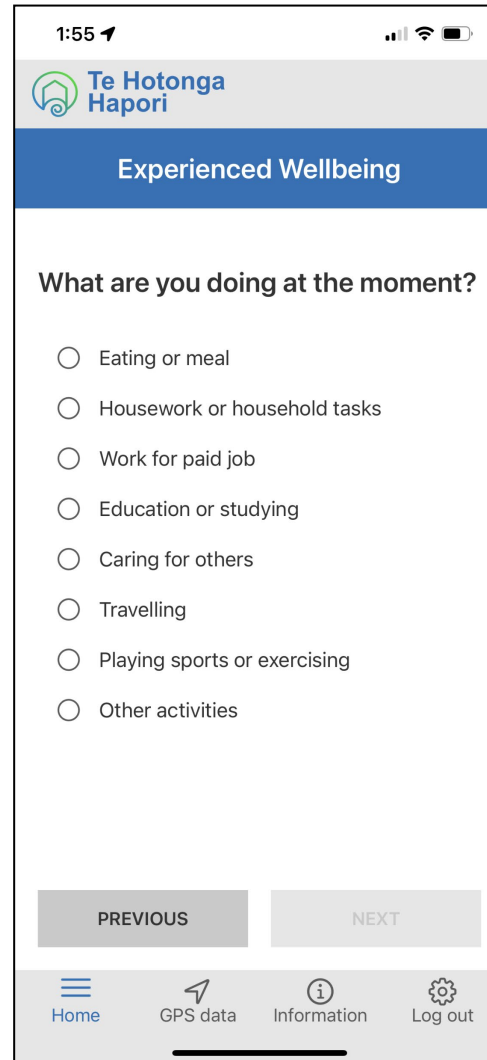 1:55
Te Hotonga
Hapori
Experienced Wellbeing
What are you doing at the moment?
Eating or meal
Housework or household tasks
Work for paid job
Education or studying
Caring for others
Travelling
Playing sports or exercising
Other activities
PREVIOUS NEXT
Home GPS data Information Log out